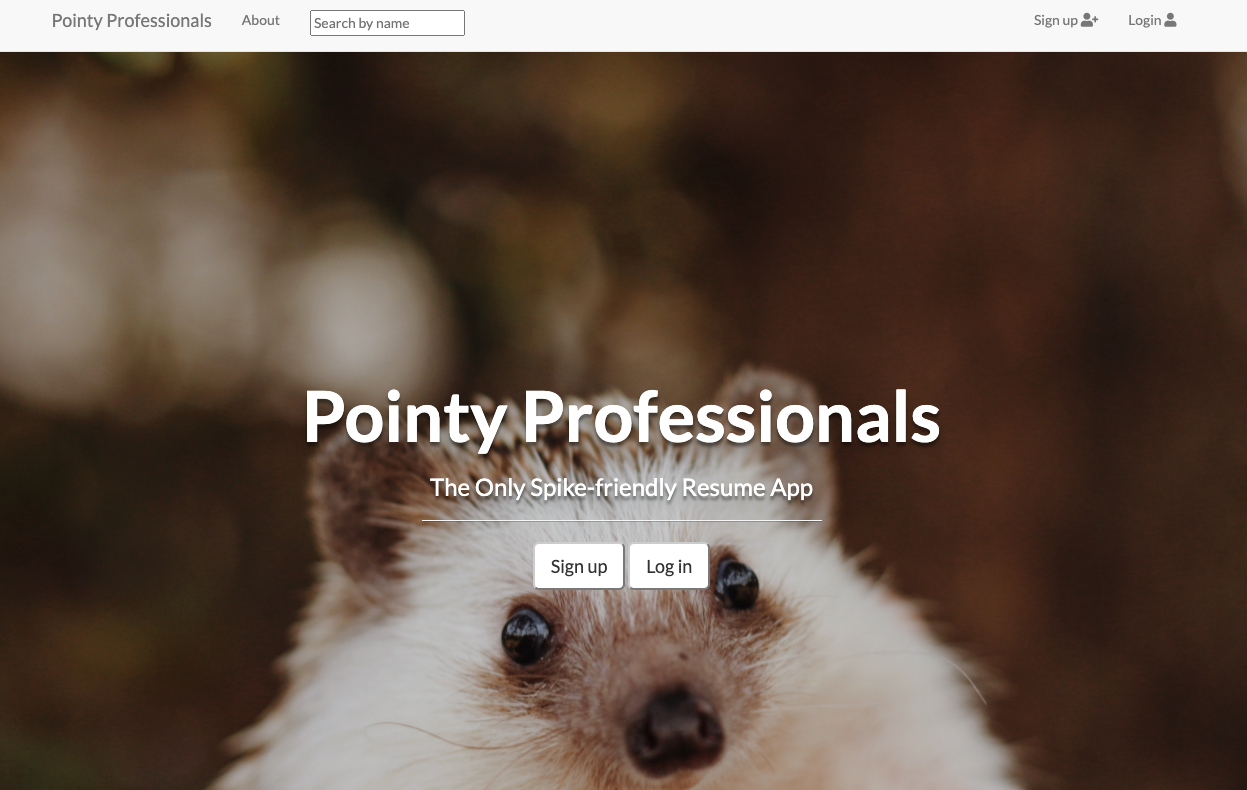 Pointy Professionals About Search by name Sign up Login
Pointy Professionals
The Only Spike-friendly Resume App
Sign up Log in